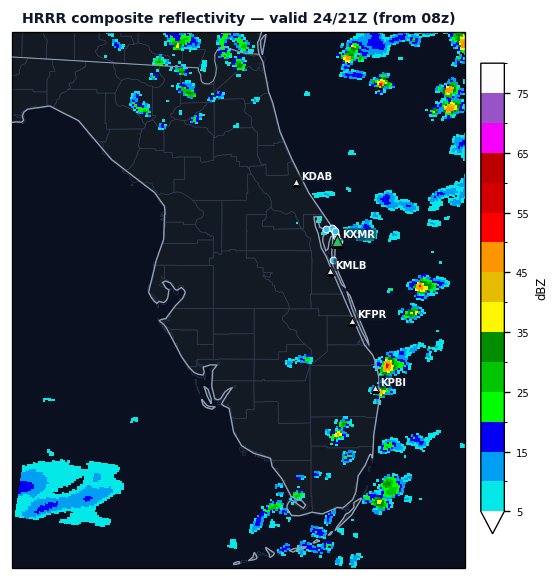 HRRR composite reflectivity — valid 24/21Z (from 08z)
KDAB
KXMR
KMLB
KFPR
KPBI
75
65
55
45
35
25
15
5
dBZ